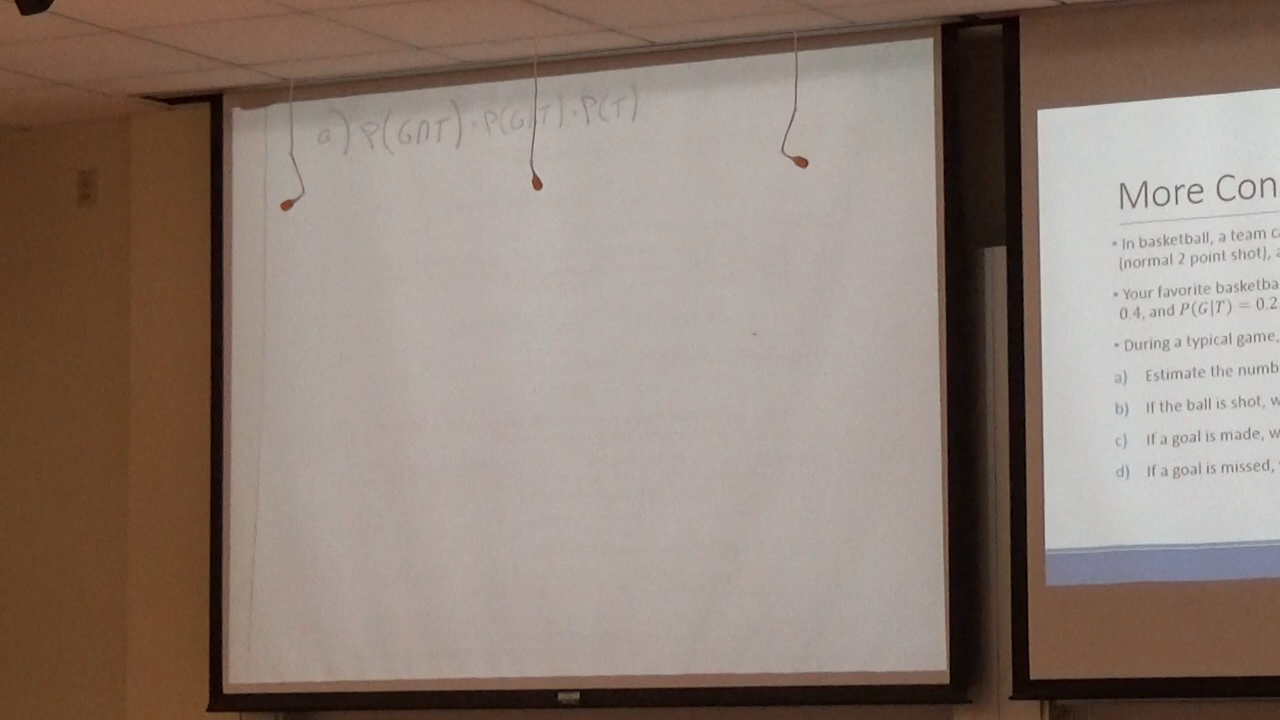 a) P(G∩T) = P(G|T) · P(T)
More Con
• In basketball, a team c
(normal 2 point shot), a
• Your favorite basketba
0.4, and P(G|T) = 0.2
• During a typical game,
a) Estimate the numb
b) If the ball is shot, w
c) If a goal is made, w
d) If a goal is missed,